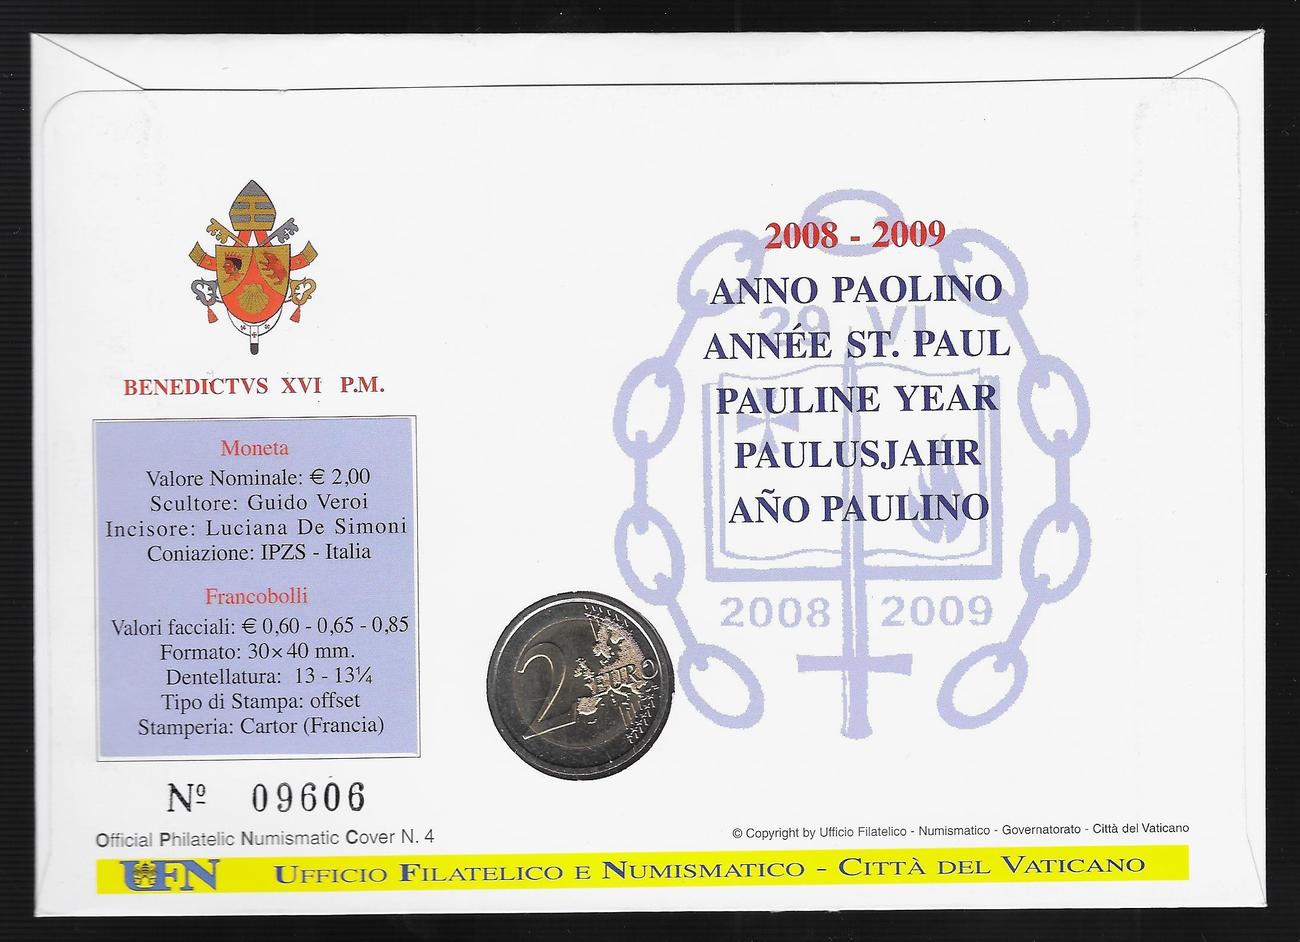 BENEDICTVS XVI P.M.
Moneta
Valore Nominale: € 2,00
Scultore: Guido Veroi
Incisore: Luciana De Simoni
Coniazione: IPZS - Italia
Francobolli
Valori facciali: € 0,60 - 0,65 - 0,85
Formato: 30×40 mm.
Dentellatura: 13 - 13¼
Tipo di Stampa: offset
Stamperia: Cartor (Francia)
Nº 09606
Official Philatelic Numismatic Cover N. 4
2008 - 2009
ANNO PAOLINO
29 VI
ANNÉE ST. PAUL
PAULINE YEAR
PAULUSJAHR
AÑO PAULINO
2008 2009
2 EURO
© Copyright by Ufficio Filatelico - Numismatico - Governatorato - Città del Vaticano
UFN UFFICIO FILATELICO E NUMISMATICO - CITTÀ DEL VATICANO